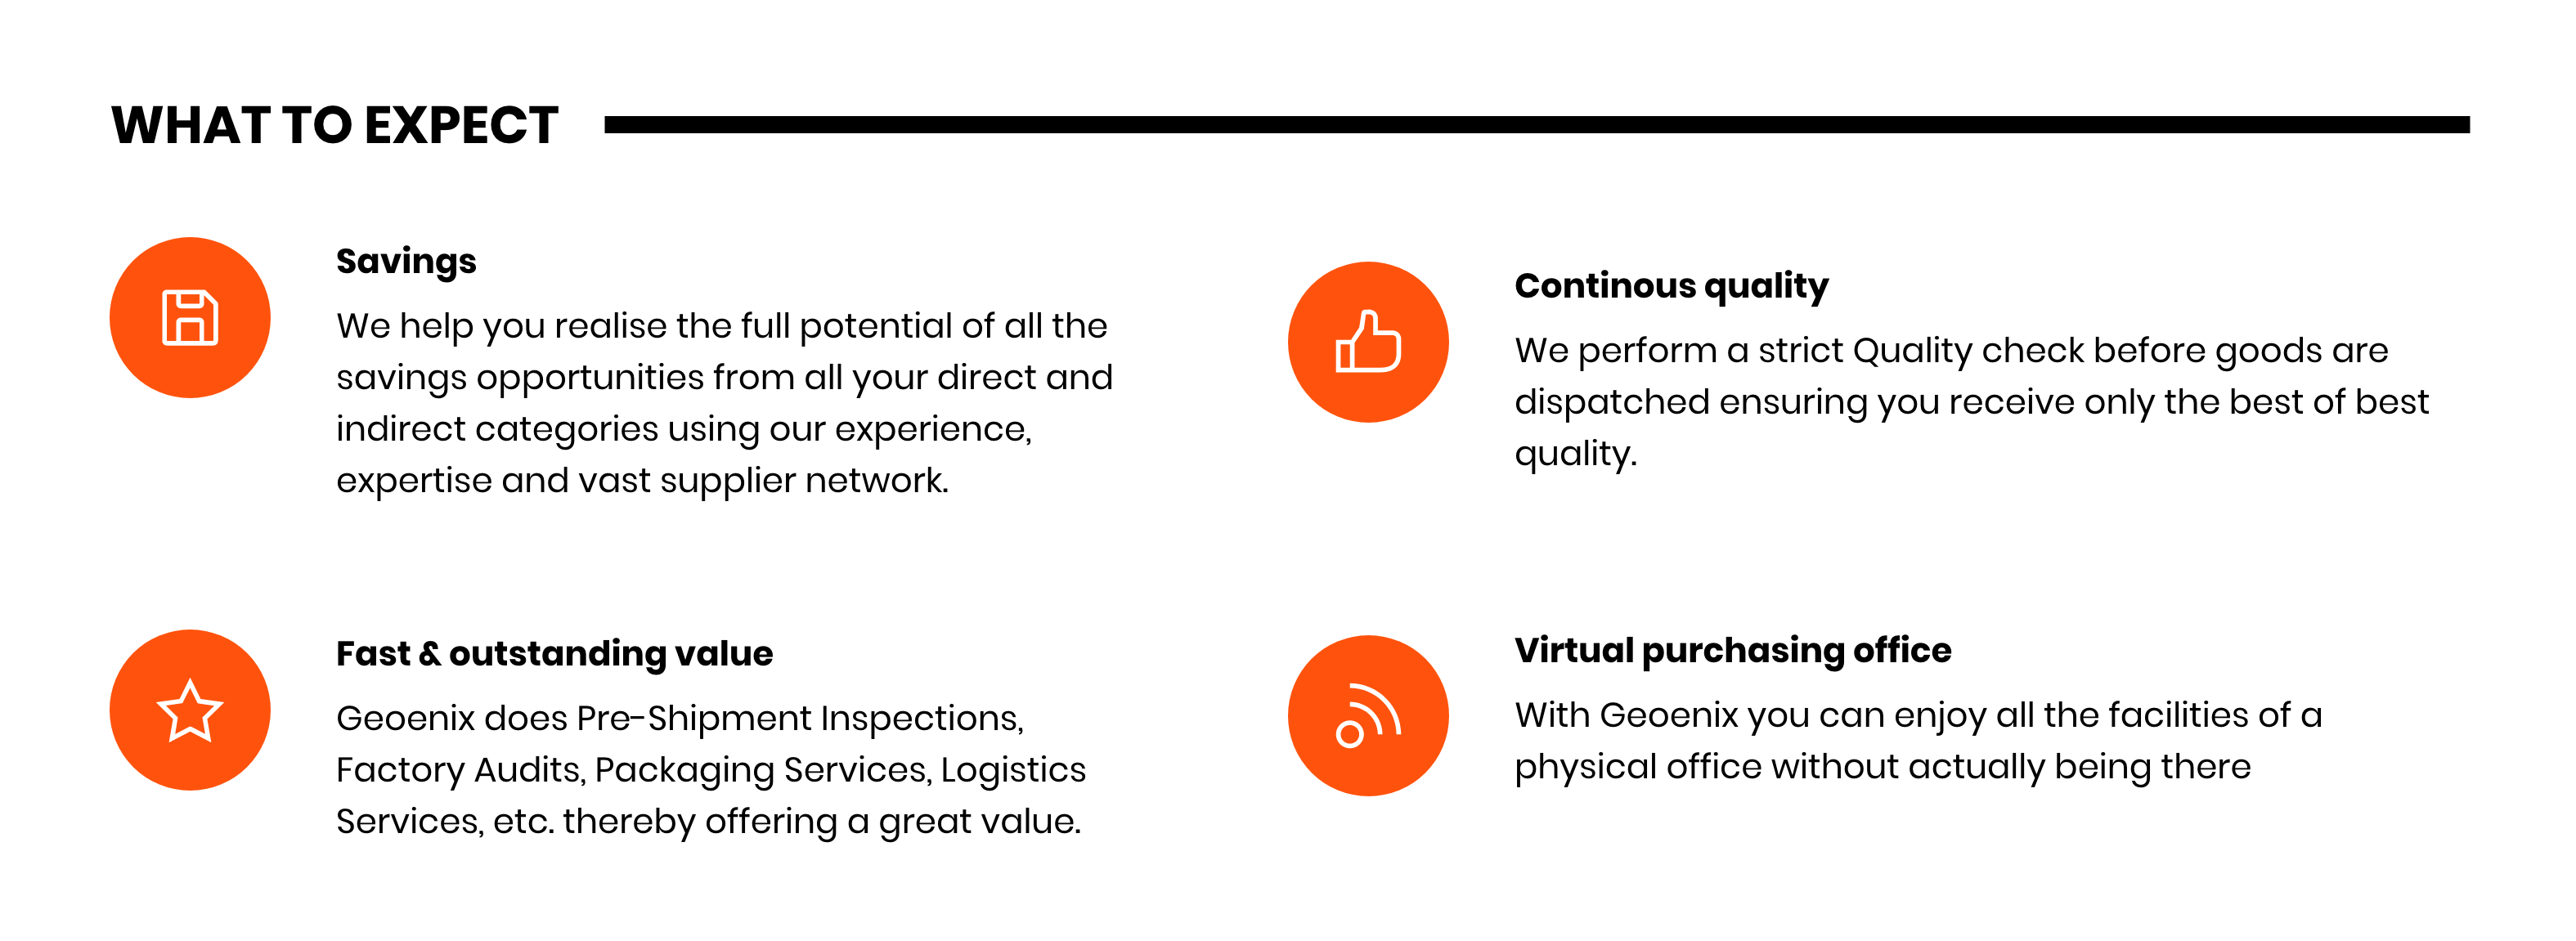 WHAT TO EXPECT
Savings
We help you realise the full potential of all the
savings opportunities from all your direct and
indirect categories using our experience,
expertise and vast supplier network.
Continous quality
We perform a strict Quality check before goods are
dispatched ensuring you receive only the best of best
quality.
Fast & outstanding value
Geoenix does Pre-Shipment Inspections,
Factory Audits, Packaging Services, Logistics
Services, etc. thereby offering a great value.
Virtual purchasing office
With Geoenix you can enjoy all the facilities of a
physical office without actually being there